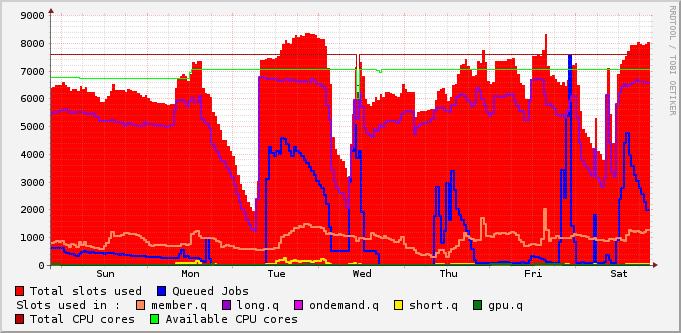 9000
8000
7000
6000
5000
4000
3000
2000
1000
0
Sun Mon Tue Wed Thu Fri Sat
RRDTOOL / TOBI OETIKER
Total slots used Queued Jobs
Slots used in : member.q long.q ondemand.q short.q gpu.q
Total CPU cores Available CPU cores